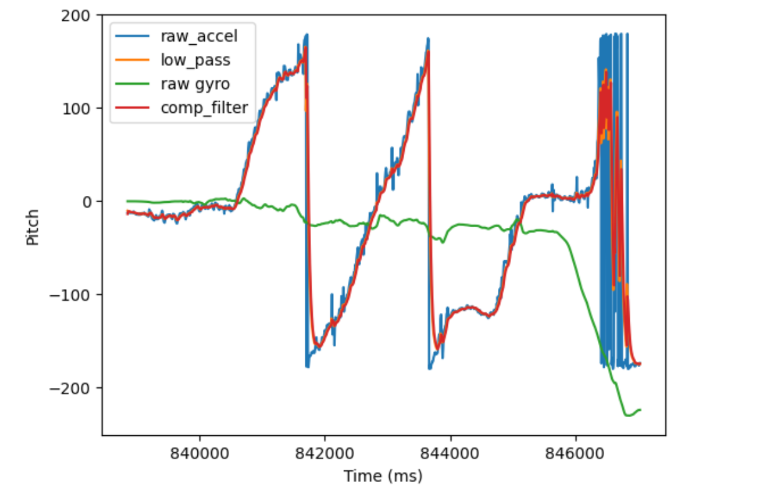 200
100
0
−100
−200
Pitch
raw_accel
low_pass
raw gyro
comp_filter
840000 842000 844000 846000
Time (ms)